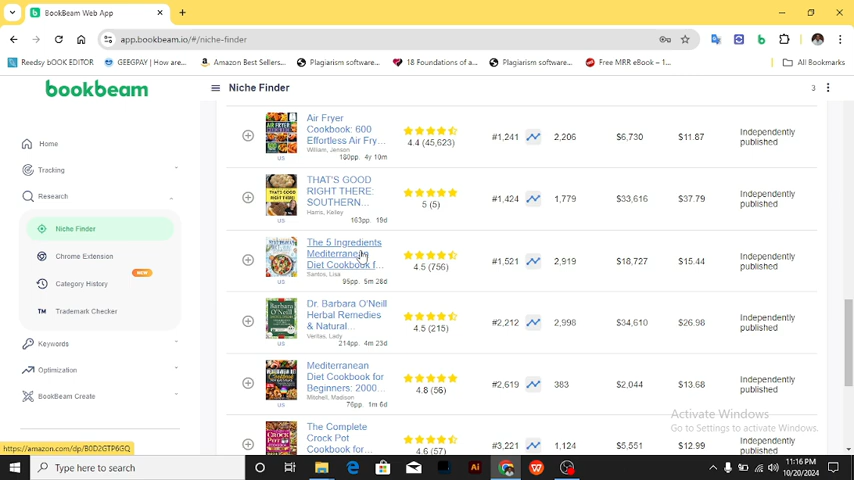 BookBeam Web App
app.bookbeam.io/#/niche-finder
Reedsy bOOK EDITOR
GEEGPAY | How are...
Amazon Best Sellers...
Plagiarism software...
18 Foundations of a...
Plagiarism software...
Free MRR eBook – 1...
All Bookmarks
bookbeam
Niche Finder
3
Home
Tracking
Research
Niche Finder
Chrome Extension
NEW
Category History
TM Trademark Checker
Keywords
Optimization
BookBeam Create
Air Fryer
Cookbook: 600
Effortless Air Fry...
William, Jenson
180pp. 4y 10m
US
4.4 (45,623)
#1,241
2,206
$6,730
$11.87
Independently
published
THAT'S GOOD
RIGHT THERE:
SOUTHERN...
Harris, Kelley
163pp. 19d
US
5 (5)
#1,424
1,779
$33,616
$37.79
Independently
published
The 5 Ingredients
Mediterranean
Diet Cookbook f...
Santos, Lisa
95pp. 5m 28d
US
4.5 (756)
#1,521
2,919
$18,727
$15.44
Independently
published
Dr. Barbara O'Neill
Herbal Remedies
& Natural...
Veritas, Lady
214pp. 4m 23d
US
4.5 (215)
#2,212
2,998
$34,610
$26.98
Independently
published
Mediterranean
Diet Cookbook for
Beginners: 2000...
Mitchell, Madison
76pp. 1m 6d
US
4.8 (56)
#2,619
383
$2,044
$13.68
Independently
published
The Complete
Crock Pot
Cookbook for...
4.6 (57)
#3,221
1,124
$5,551
$12.99
Independently
published
Activate Windows
Go to Settings to activate Windows.
https://amazon.com/dp/B0D2GTP6GQ
Type here to search
11:16 PM
10/20/2024